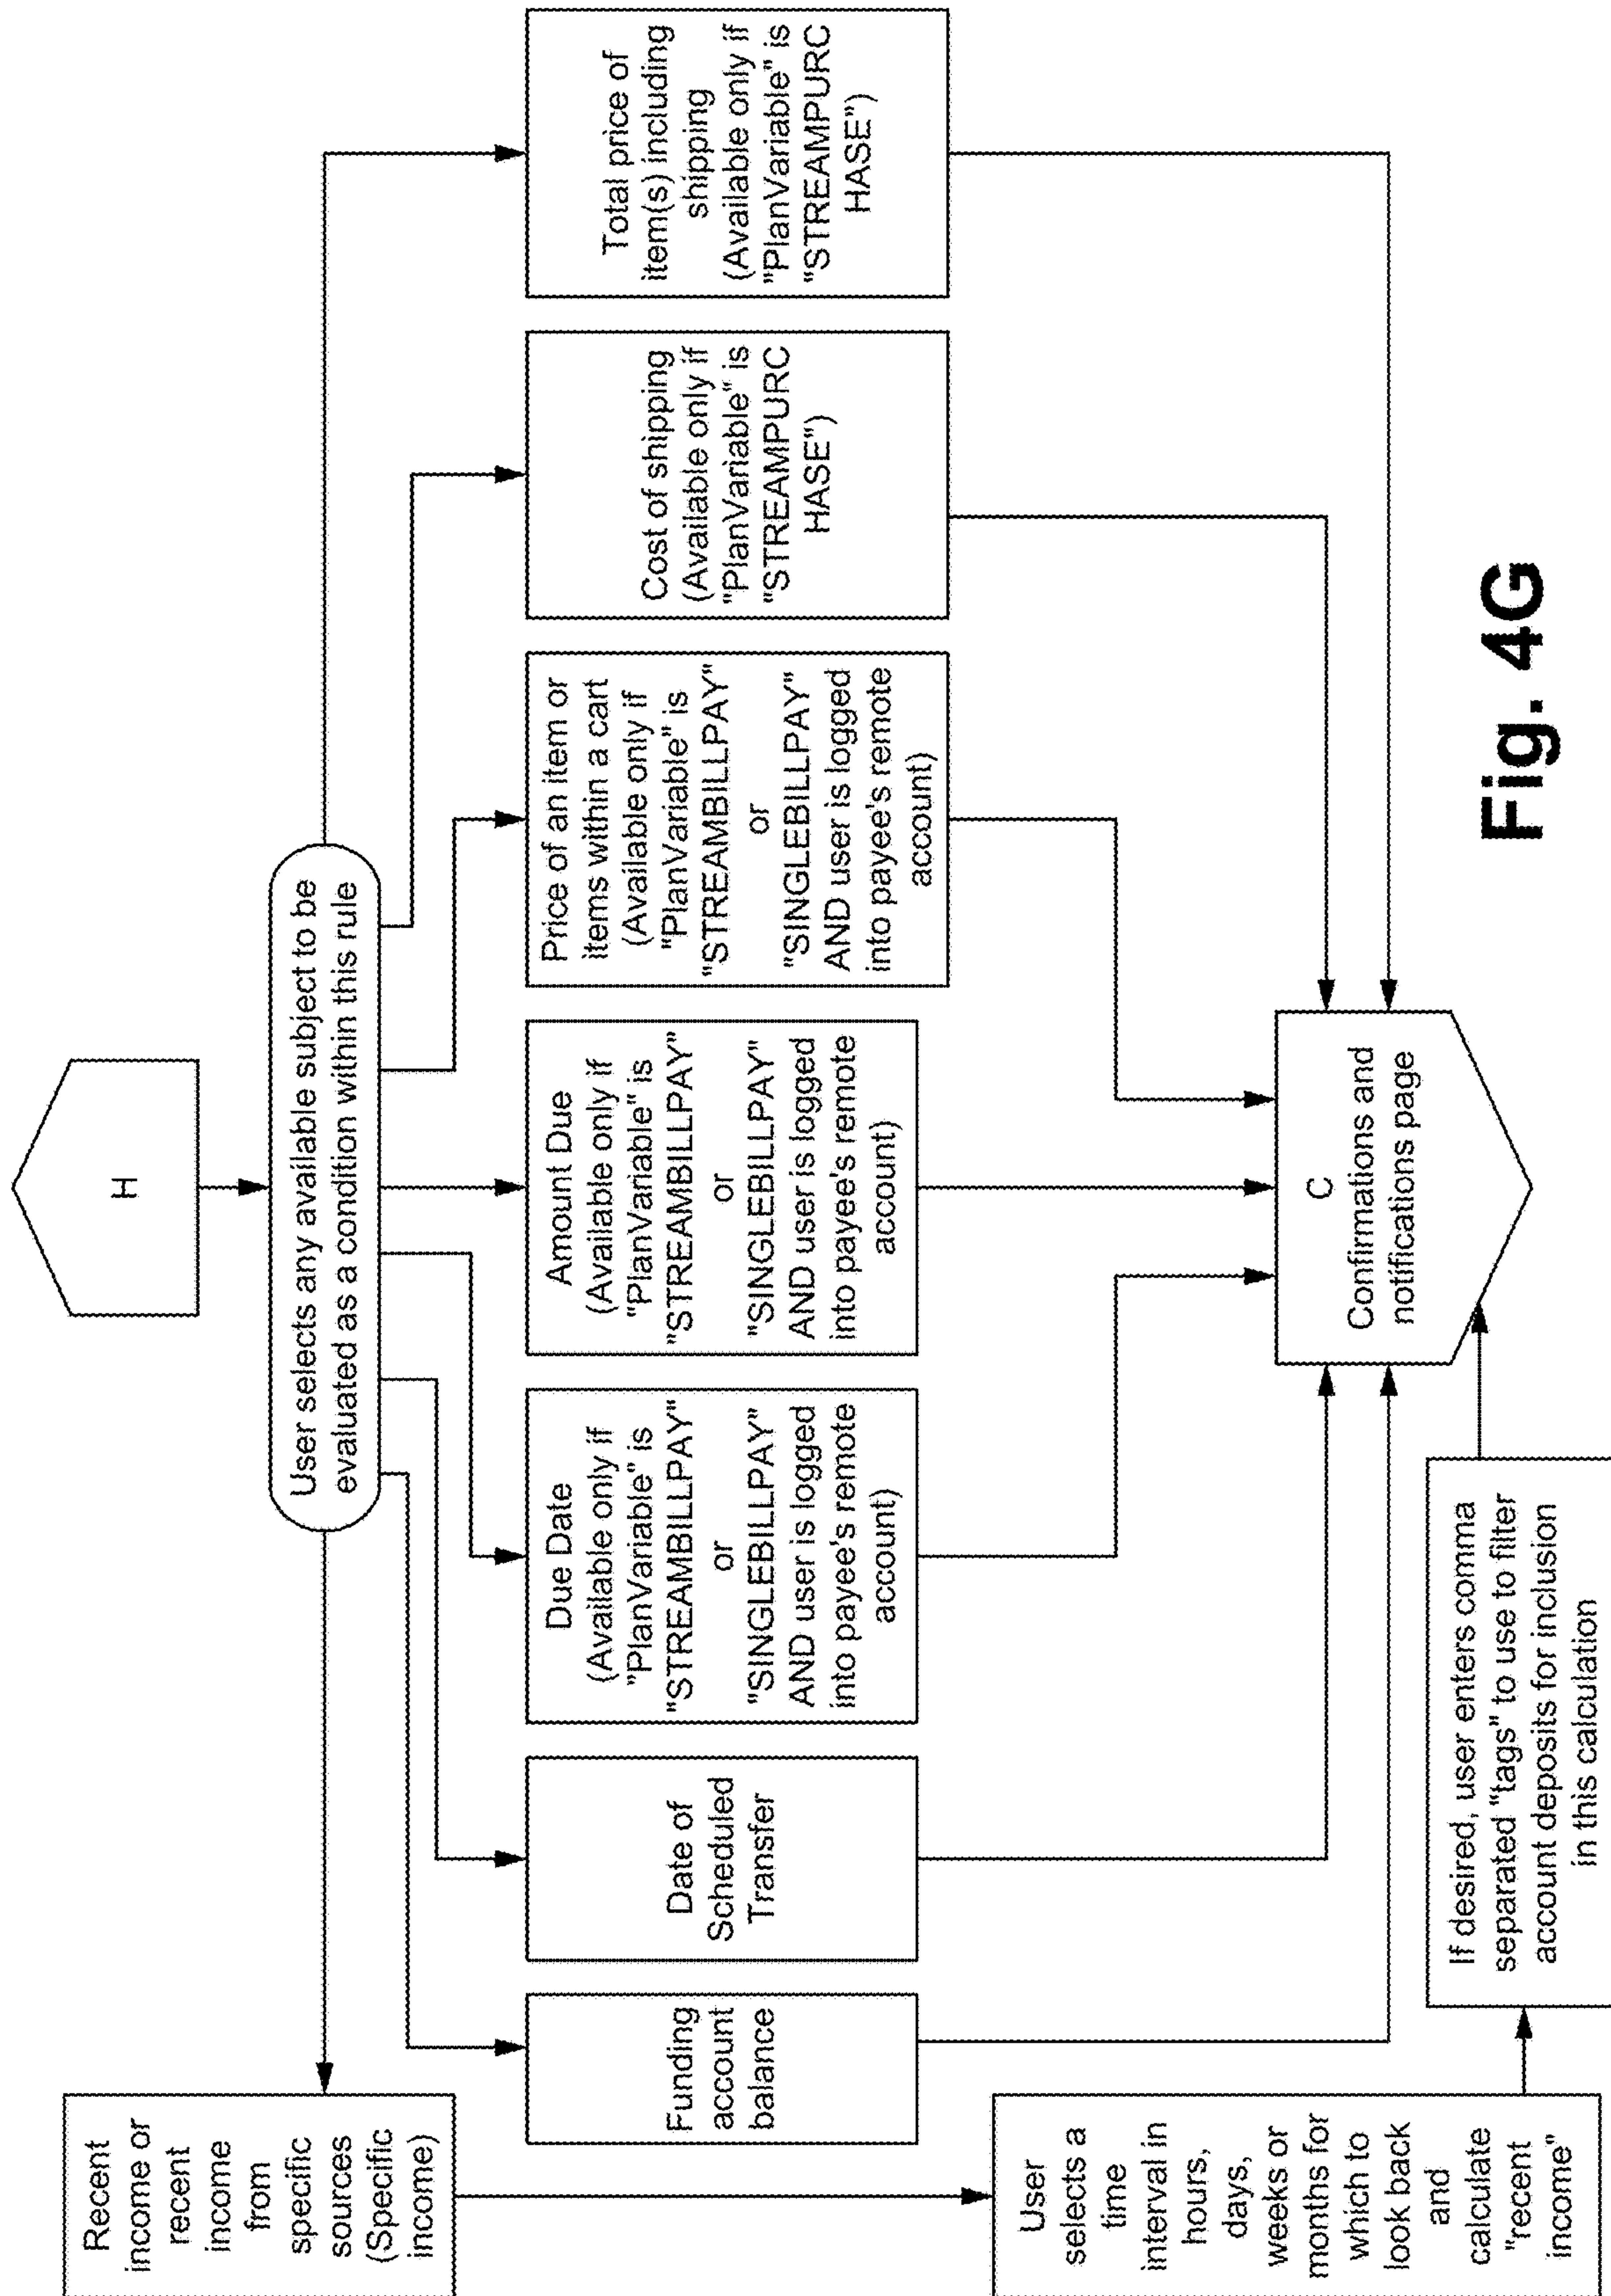 H
User selects any available subject to be
evaluated as a condition within this rule
Recent
income or
recent
income
from
specific
sources
(Specific
income)
Funding
account
balance
Date of
Scheduled
Transfer
Due Date
(Available only if
"PlanVariable" is
"STREAMBILLPAY"
or
"SINGLEBILLPAY"
AND user is logged
into payee's remote
account)
Amount Due
(Available only if
"PlanVariable" is
"STREAMBILLPAY"
or
"SINGLEBILLPAY"
AND user is logged
into payee's remote
account)
Price of an item or
items within a cart
(Available only if
"PlanVariable" is
"STREAMBILLPAY"
or
"SINGLEBILLPAY"
AND user is logged
into payee's remote
account)
Cost of shipping
(Available only if
"PlanVariable" is
"STREAMPURC
HASE")
Total price of
item(s) including
shipping
(Available only if
"PlanVariable" is
"STREAMPURC
HASE")
User
selects a
time
interval in
hours,
days,
weeks or
months for
which to
look back
and
calculate
"recent
income"
If desired, user enters comma
separated "tags" to use to filter
account deposits for inclusion
in this calculation
C
Confirmations and
notifications page
Fig. 4G